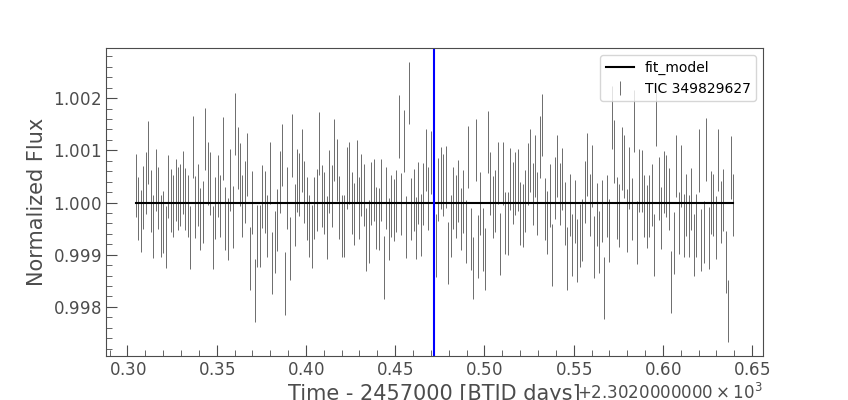 fit_model
TIC 349829627
Normalized Flux
1.002
1.001
1.000
0.999
0.998
0.30 0.35 0.40 0.45 0.50 0.55 0.60 0.65
Time - 2457000 [BTJD days]
+2.3020000000 × 10³